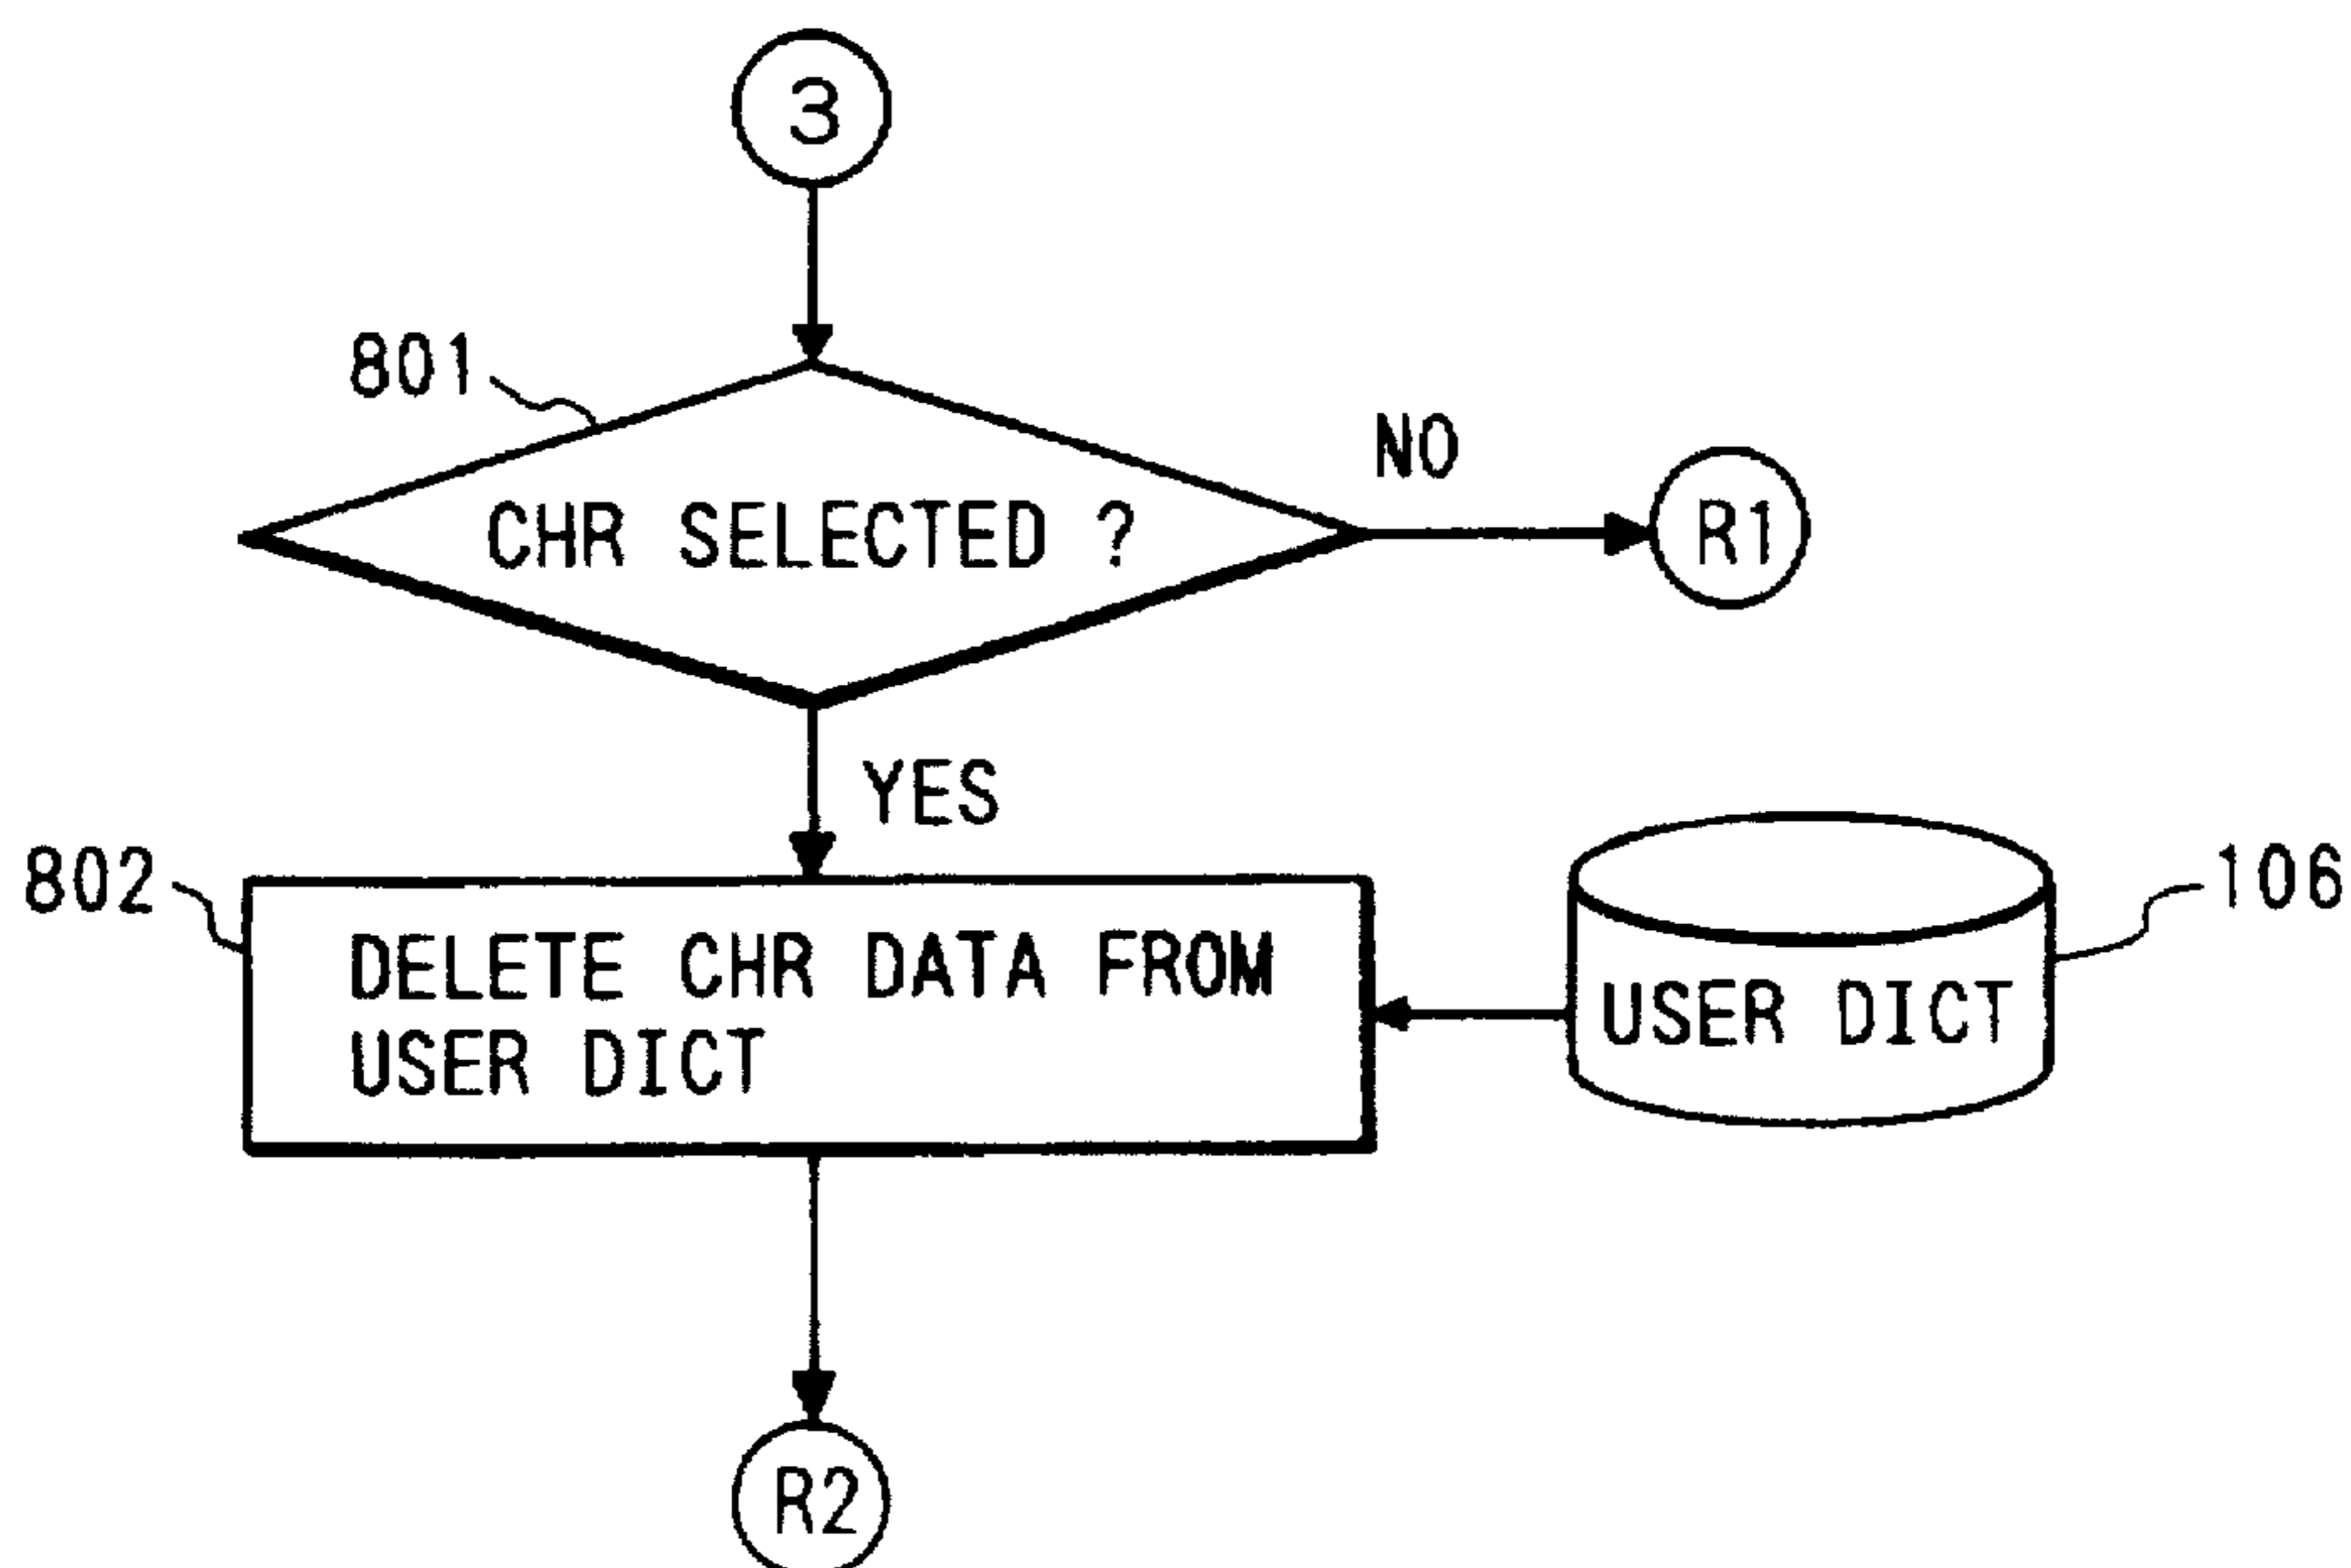 3
801
NO
CHR SELECTED ?
R1
YES
802
106
DELETE CHR DATA FROM
USER DICT
USER DICT
R2